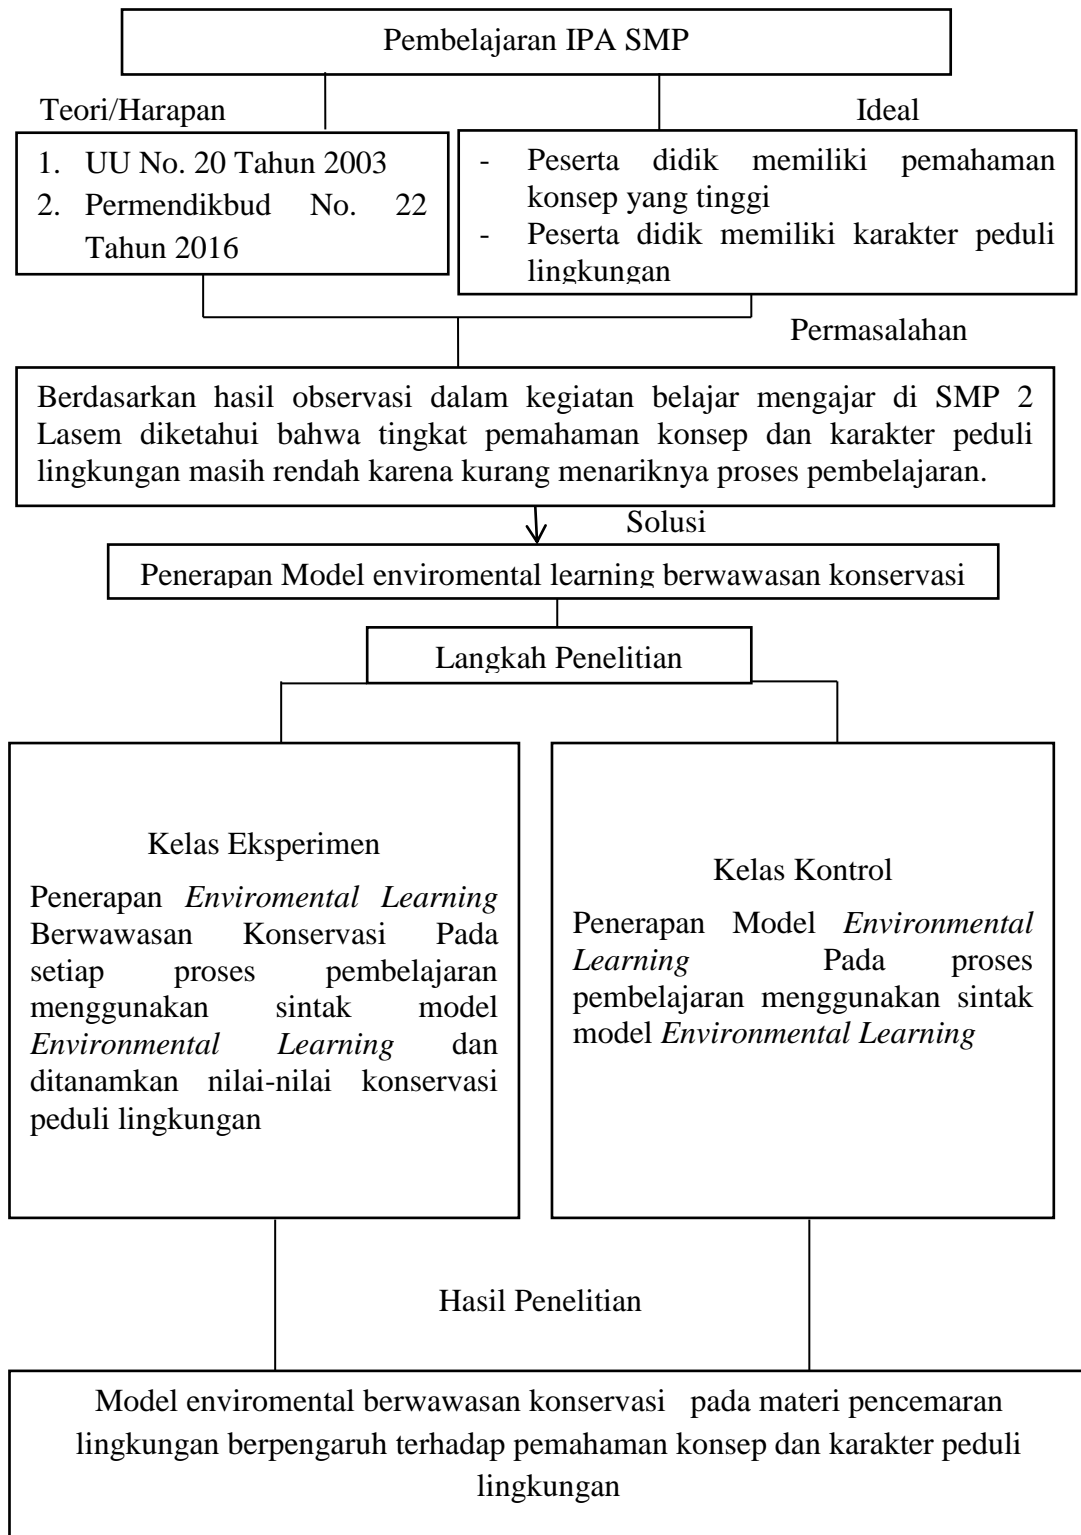 Pembelajaran IPA SMP
Teori/Harapan
Ideal
1. UU No. 20 Tahun 2003
2. Permendikbud No. 22
Tahun 2016
- Peserta didik memiliki pemahaman
konsep yang tinggi
- Peserta didik memiliki karakter peduli
lingkungan
Permasalahan
Berdasarkan hasil observasi dalam kegiatan belajar mengajar di SMP 2
Lasem diketahui bahwa tingkat pemahaman konsep dan karakter peduli
lingkungan masih rendah karena kurang menariknya proses pembelajaran.
Solusi
Penerapan Model enviromental learning berwawasan konservasi
Langkah Penelitian
Kelas Eksperimen
Penerapan Enviromental Learning
Berwawasan Konservasi Pada
setiap proses pembelajaran
menggunakan sintak model
Environmental Learning dan
ditanamkan nilai-nilai konservasi
peduli lingkungan
Kelas Kontrol
Penerapan Model Environmental
Learning Pada proses
pembelajaran menggunakan sintak
model Environmental Learning
Hasil Penelitian
Model enviromental berwawasan konservasi pada materi pencemaran
lingkungan berpengaruh terhadap pemahaman konsep dan karakter peduli
lingkungan